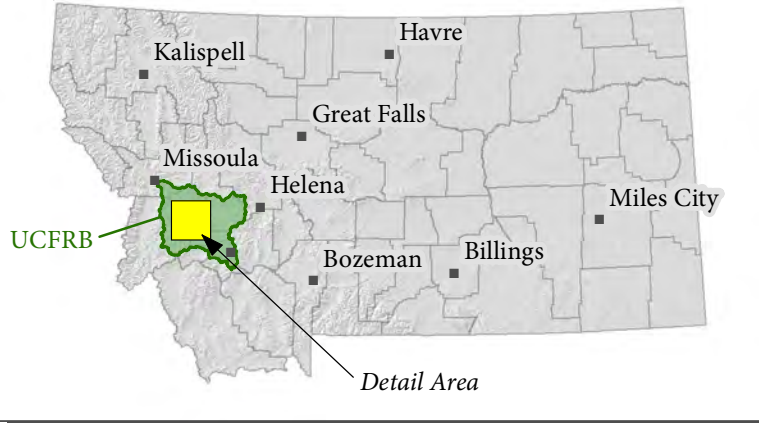 Havre
Kalispell
Great Falls
Missoula
Helena
Miles City
UCFRB
Bozeman
Billings
Detail Area